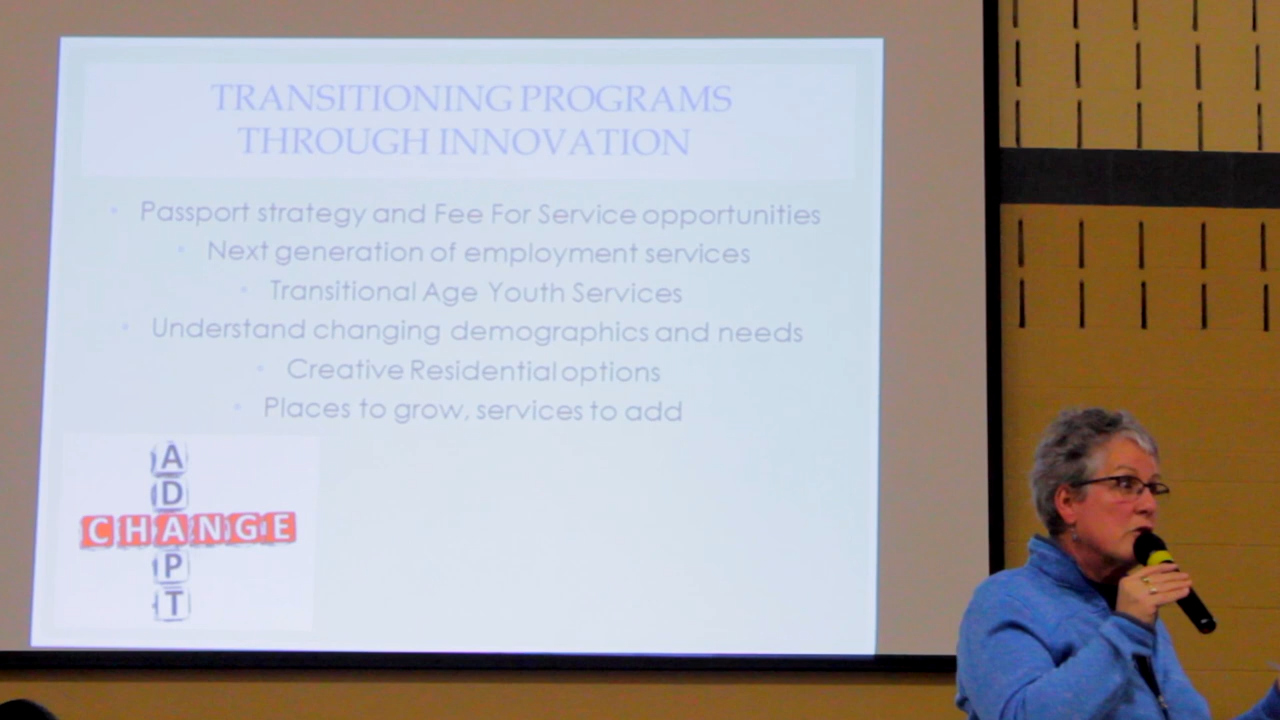 TRANSITIONING PROGRAMS
THROUGH INNOVATION
• Passport strategy and Fee For Service opportunities
• Next generation of employment services
• Transitional Age Youth Services
• Understand changing demographics and needs
• Creative Residential options
• Places to grow, services to add
ADAPT
CHANGE